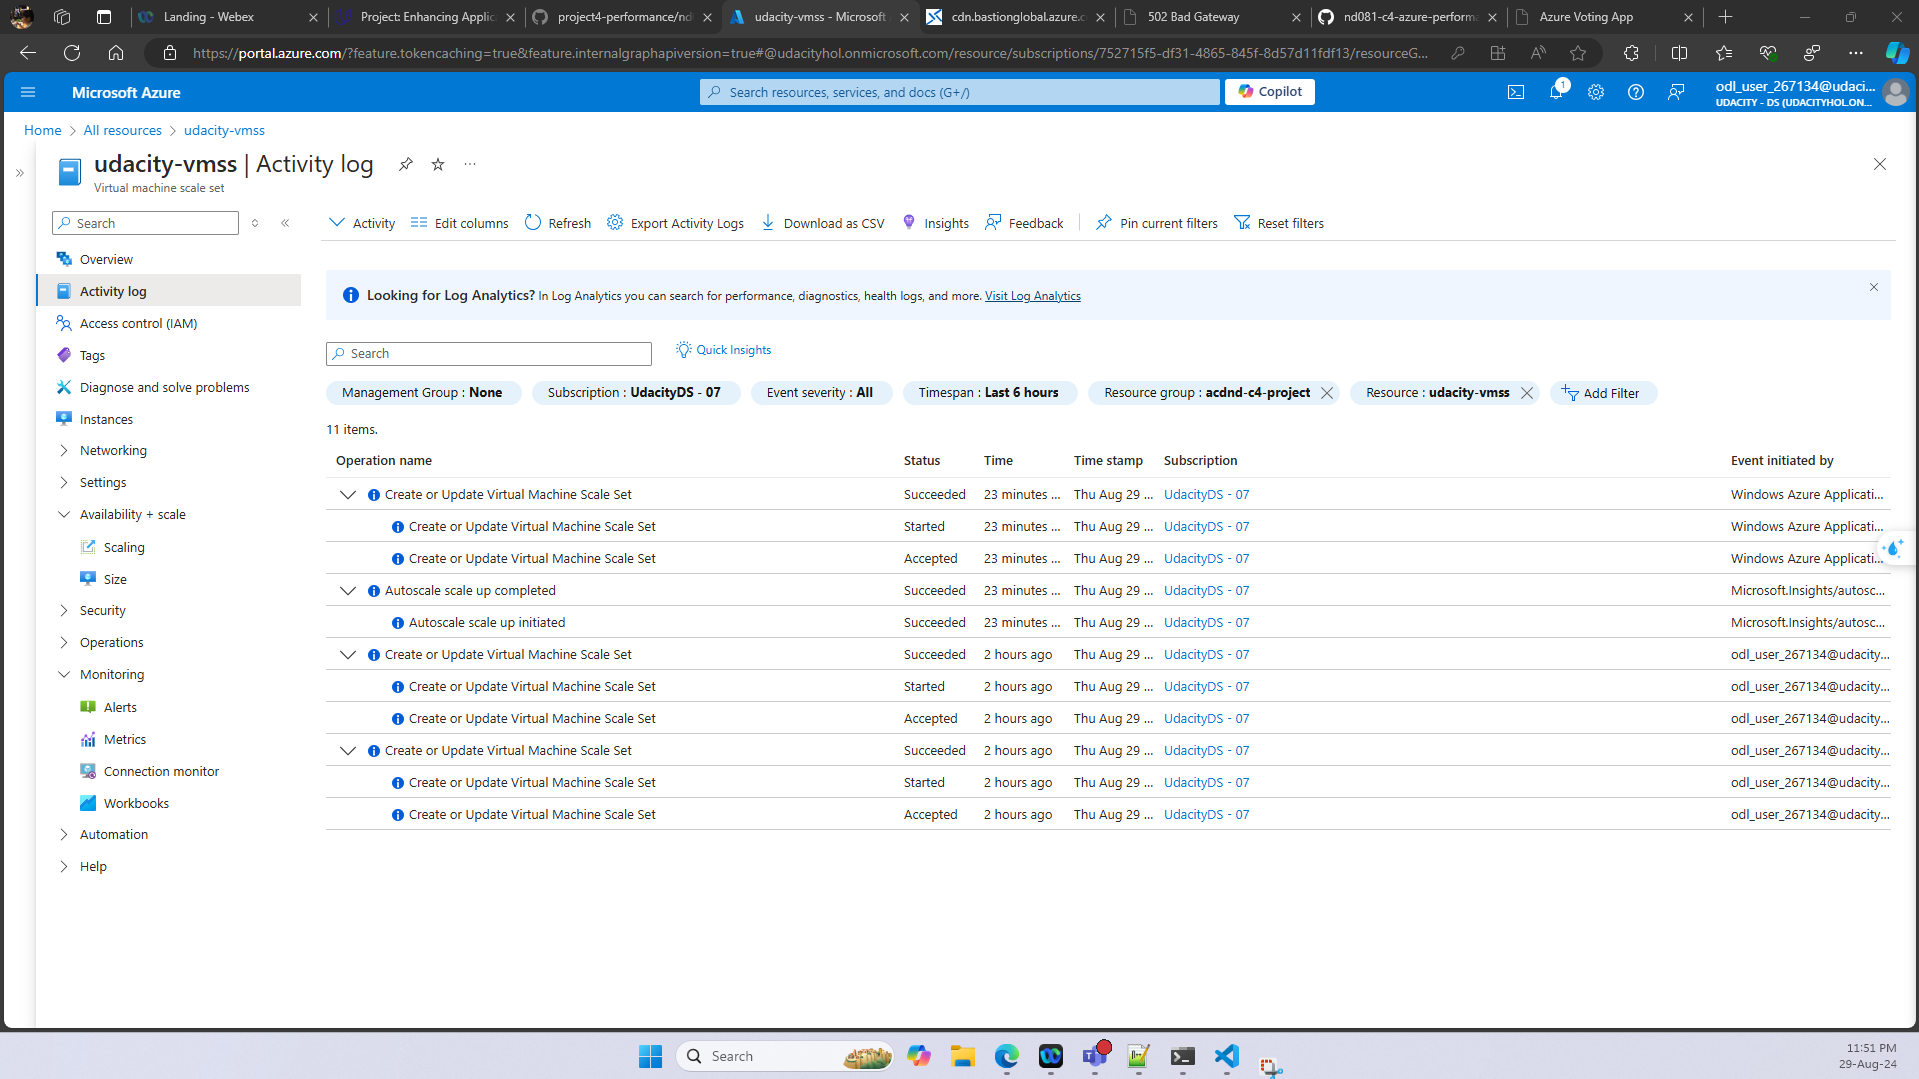 Landing - Webex
Project: Enhancing Applic
project4-performance/nd
udacity-vmss - Microsoft
cdn.bastionglobal.azure.c
502 Bad Gateway
nd081-c4-azure-perform
Azure Voting App
https://portal.azure.com/?feature.tokencaching=true&feature.internalgraphapiversion=true#@udacityhol.onmicrosoft.com/resource/subscriptions/752715f5-df31-4865-845f-8d57d11fdf13/resourceG...
Microsoft Azure
Search resources, services, and docs (G+/)
Copilot
1
odl_user_267134@udaci...
UDACITY - DS (UDACITYHOL.ON...
Home > All resources > udacity-vmss
udacity-vmss | Activity log
Virtual machine scale set
Search
Activity
Edit columns
Refresh
Export Activity Logs
Download as CSV
Insights
Feedback
Pin current filters
Reset filters
Overview
Activity log
Access control (IAM)
Tags
Diagnose and solve problems
Instances
Networking
Settings
Availability + scale
Scaling
Size
Security
Operations
Monitoring
Alerts
Metrics
Connection monitor
Workbooks
Automation
Help
Looking for Log Analytics? In Log Analytics you can search for performance, diagnostics, health logs, and more. Visit Log Analytics
Search
Quick Insights
Management Group : None
Subscription : UdacityDS - 07
Event severity : All
Timespan : Last 6 hours
Resource group : acdnd-c4-project
Resource : udacity-vmss
Add Filter
11 items.
Operation name Status Time Time stamp Subscription Event initiated by
Create or Update Virtual Machine Scale Set Succeeded 23 minutes ... Thu Aug 29 ... UdacityDS - 07 Windows Azure Applicati...
Create or Update Virtual Machine Scale Set Started 23 minutes ... Thu Aug 29 ... UdacityDS - 07 Windows Azure Applicati...
Create or Update Virtual Machine Scale Set Accepted 23 minutes ... Thu Aug 29 ... UdacityDS - 07 Windows Azure Applicati...
Autoscale scale up completed Succeeded 23 minutes ... Thu Aug 29 ... UdacityDS - 07 Microsoft.Insights/autosc...
Autoscale scale up initiated Succeeded 23 minutes ... Thu Aug 29 ... UdacityDS - 07 Microsoft.Insights/autosc...
Create or Update Virtual Machine Scale Set Succeeded 2 hours ago Thu Aug 29 ... UdacityDS - 07 odl_user_267134@udacity...
Create or Update Virtual Machine Scale Set Started 2 hours ago Thu Aug 29 ... UdacityDS - 07 odl_user_267134@udacity...
Create or Update Virtual Machine Scale Set Accepted 2 hours ago Thu Aug 29 ... UdacityDS - 07 odl_user_267134@udacity...
Create or Update Virtual Machine Scale Set Succeeded 2 hours ago Thu Aug 29 ... UdacityDS - 07 odl_user_267134@udacity...
Create or Update Virtual Machine Scale Set Started 2 hours ago Thu Aug 29 ... UdacityDS - 07 odl_user_267134@udacity...
Create or Update Virtual Machine Scale Set Accepted 2 hours ago Thu Aug 29 ... UdacityDS - 07 odl_user_267134@udacity...
Search
11:51 PM
29-Aug-24